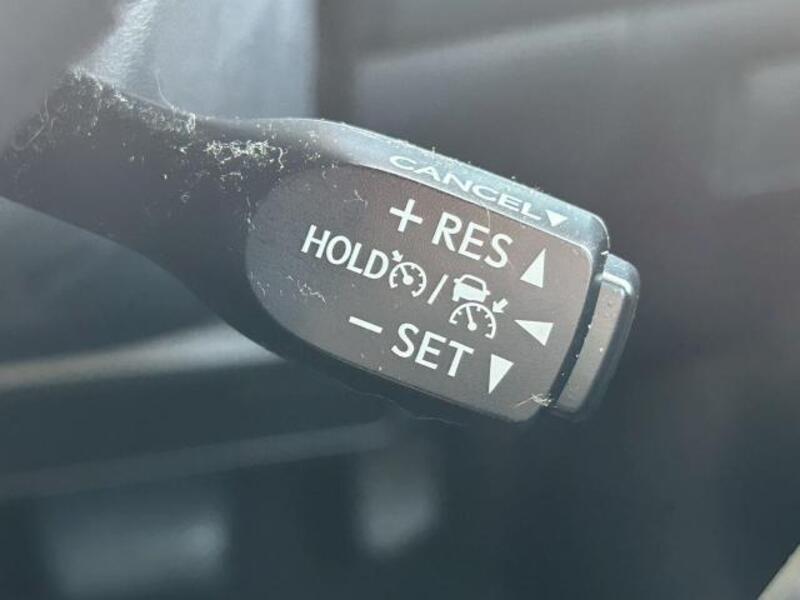 CANCEL
+ RES
HOLD /
− SET